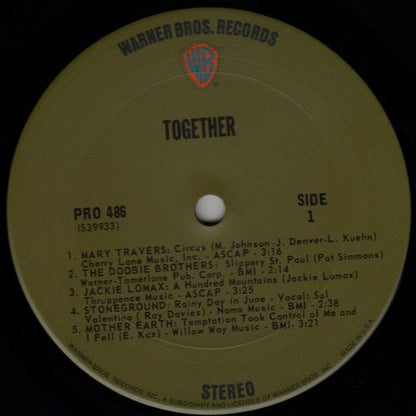 WARNER BROS. RECORDS
WB
TOGETHER
PRO 486
(S39933)
SIDE
1
1. MARY TRAVERS: Circus (M. Johnson-J. Denver-L. Kuehn)
Cherry Lane Music, Inc. - ASCAP - 3:16
2. THE DOOBIE BROTHERS: Slippery St. Paul (Pat Simmons)
Warner-Tamerlane Pub. Corp. - BMI - 2:14
3. JACKIE LOMAX: A Hundred Mountains (Jackie Lomax)
Thruppence Music - ASCAP - 3:25
4. STONEGROUND: Rainy Day in June - Vocal: Sal
Valentino ( Ray Davies) - Noma Music - BMI - 2:38
5. MOTHER EARTH: Temptation Took Control of Me and
I Fell (E. Kax) - Willow Way Music - BMI - 3:21
STEREO
WARNER BROS. RECORDS INC., A SUBSIDIARY AND LICENSEE OF WARNER BROS. INC. MADE IN U.S.A.